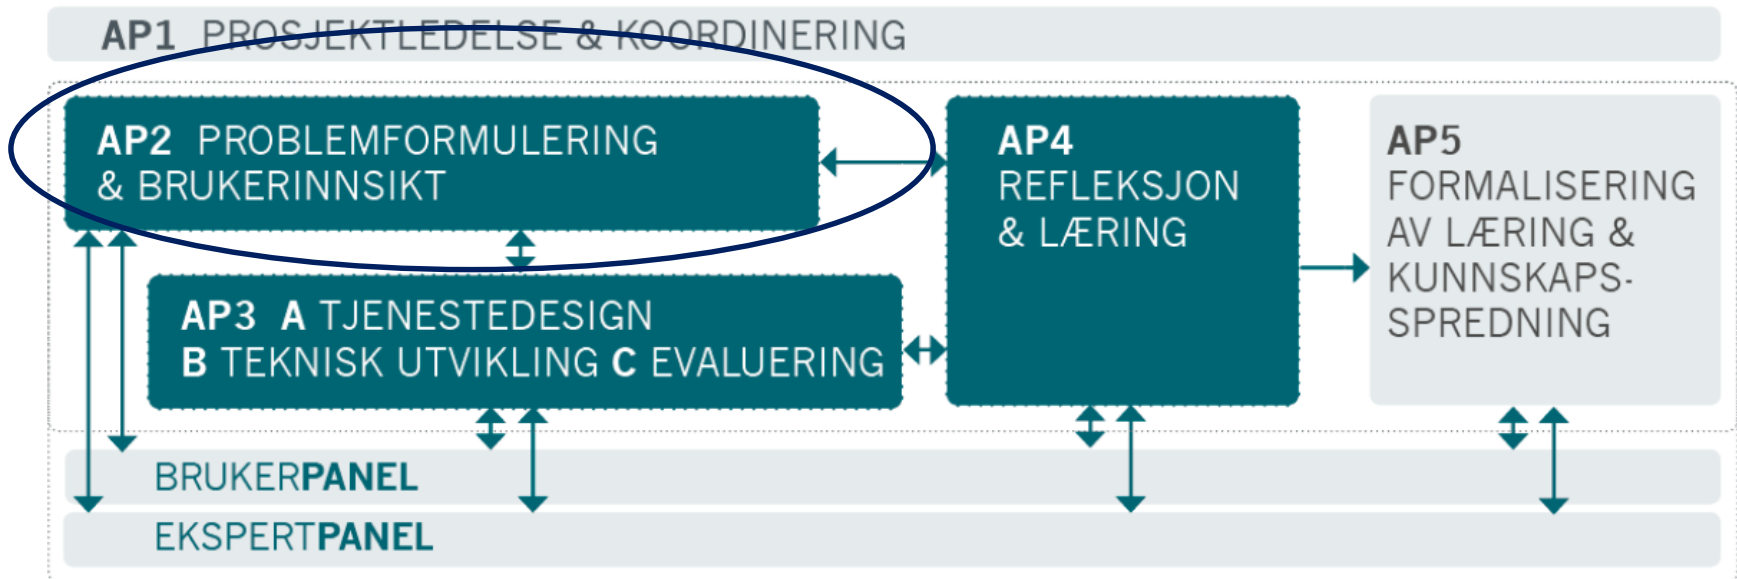 AP1 PROSJEKTLEDELSE & KOORDINERING
AP2 PROBLEMFORMULERING
& BRUKERINNSIKT
AP3 A TJENESTEDESIGN
B TEKNISK UTVIKLING C EVALUERING
AP4
REFLEKSJON
& LÆRING
AP5
FORMALISERING
AV LÆRING &
KUNNSKAPS-
SPREDNING
BRUKERPANEL
EKSPERTPANEL